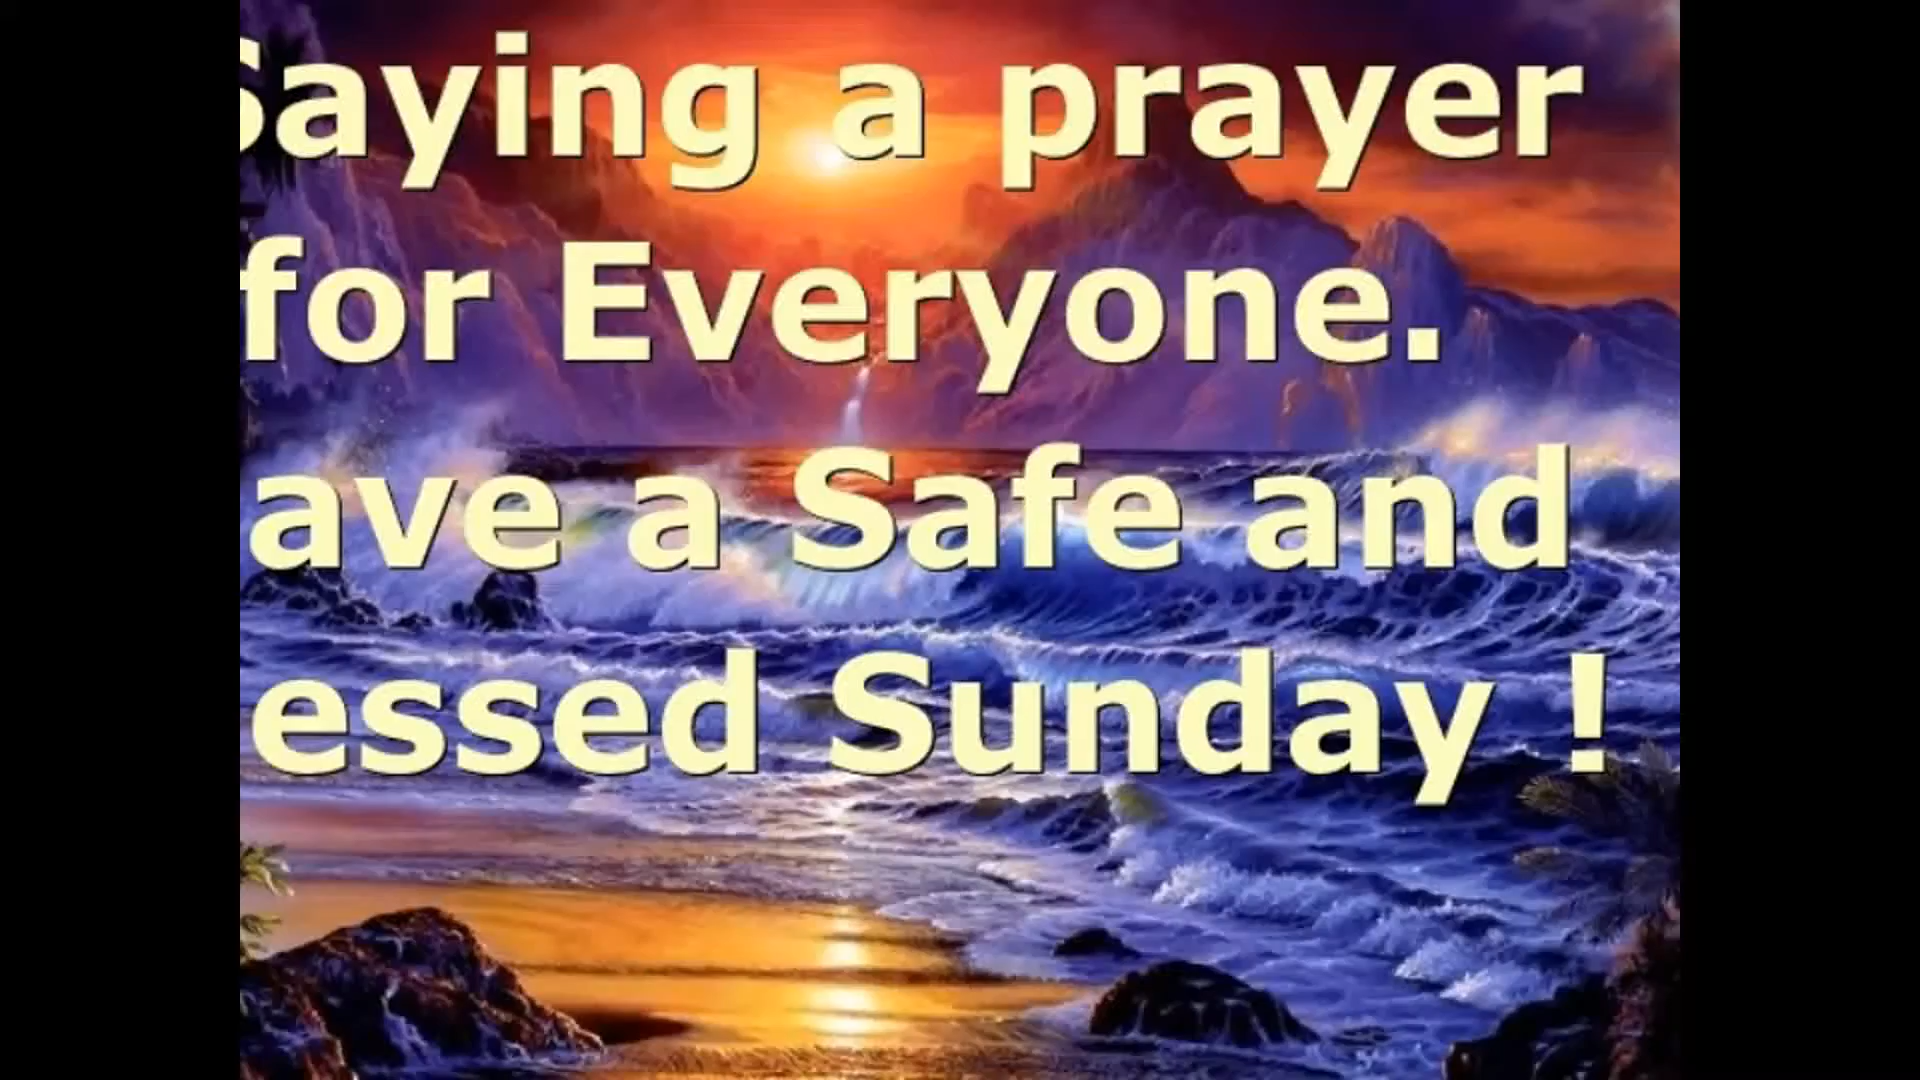 Saying a prayer
for Everyone.
ave a Safe and
essed Sunday !